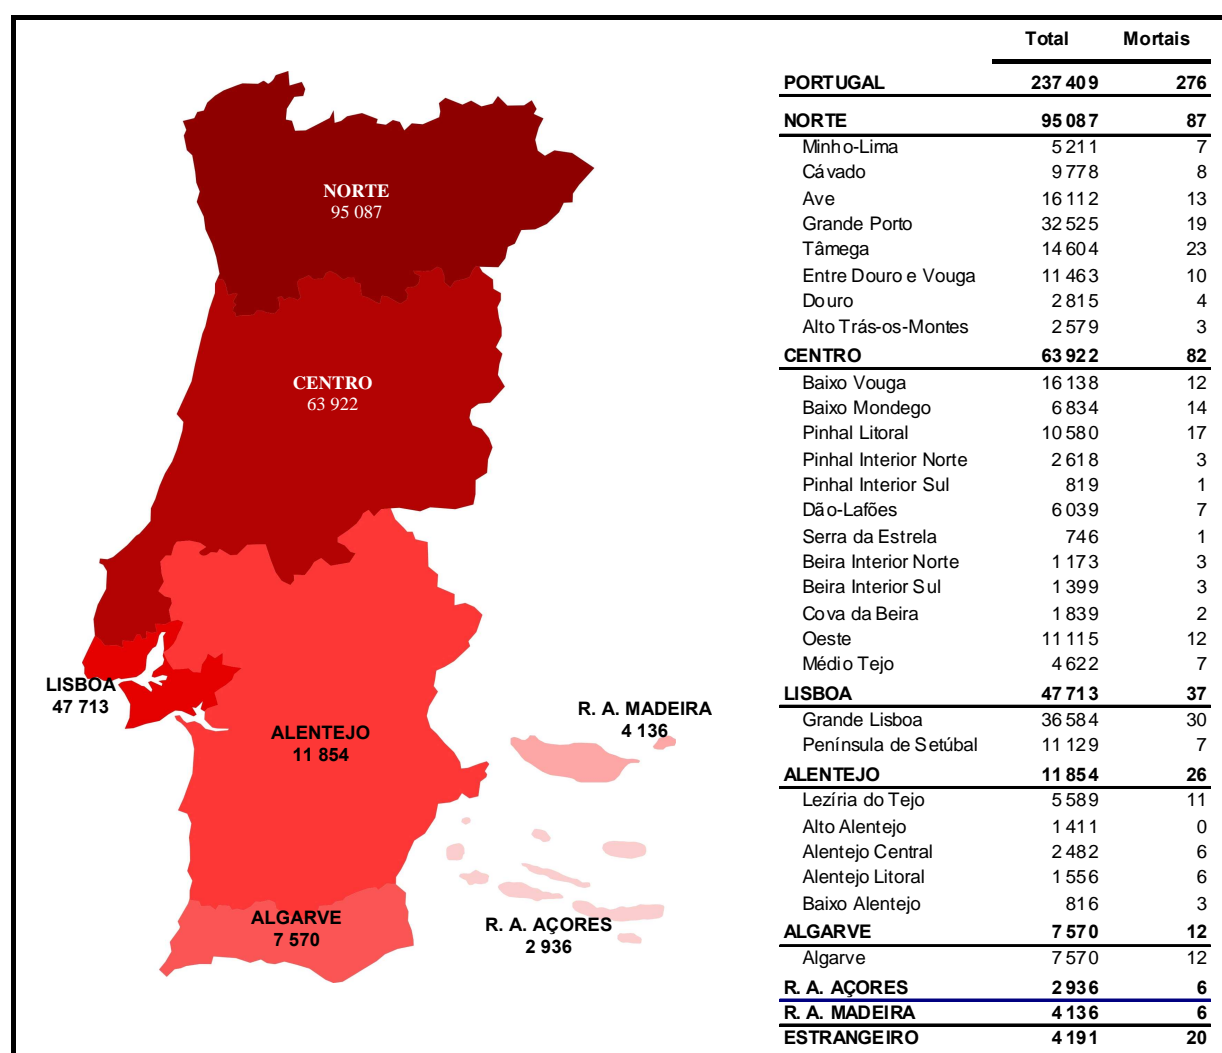 NORTE
95 087
CENTRO
63 922
LISBOA
47 713
ALENTEJO
11 854
R. A. MADEIRA
4 136
ALGARVE
7 570
R. A. AÇORES
2 936
Total Mortais
PORTUGAL 237 409 276
NORTE 95 087 87
Minho-Lima 5 211 7
Cávado 9 778 8
Ave 16 112 13
Grande Porto 32 525 19
Tâmega 14 604 23
Entre Douro e Vouga 11 463 10
Douro 2 815 4
Alto Trás-os-Montes 2 579 3
CENTRO 63 922 82
Baixo Vouga 16 138 12
Baixo Mondego 6 834 14
Pinhal Litoral 10 580 17
Pinhal Interior Norte 2 618 3
Pinhal Interior Sul 819 1
Dão-Lafões 6 039 7
Serra da Estrela 746 1
Beira Interior Norte 1 173 3
Beira Interior Sul 1 399 3
Cova da Beira 1 839 2
Oeste 11 115 12
Médio Tejo 4 622 7
LISBOA 47 713 37
Grande Lisboa 36 584 30
Península de Setúbal 11 129 7
ALENTEJO 11 854 26
Lezíria do Tejo 5 589 11
Alto Alentejo 1 411 0
Alentejo Central 2 482 6
Alentejo Litoral 1 556 6
Baixo Alentejo 816 3
ALGARVE 7 570 12
Algarve 7 570 12
R. A. AÇORES 2 936 6
R. A. MADEIRA 4 136 6
ESTRANGEIRO 4 191 20